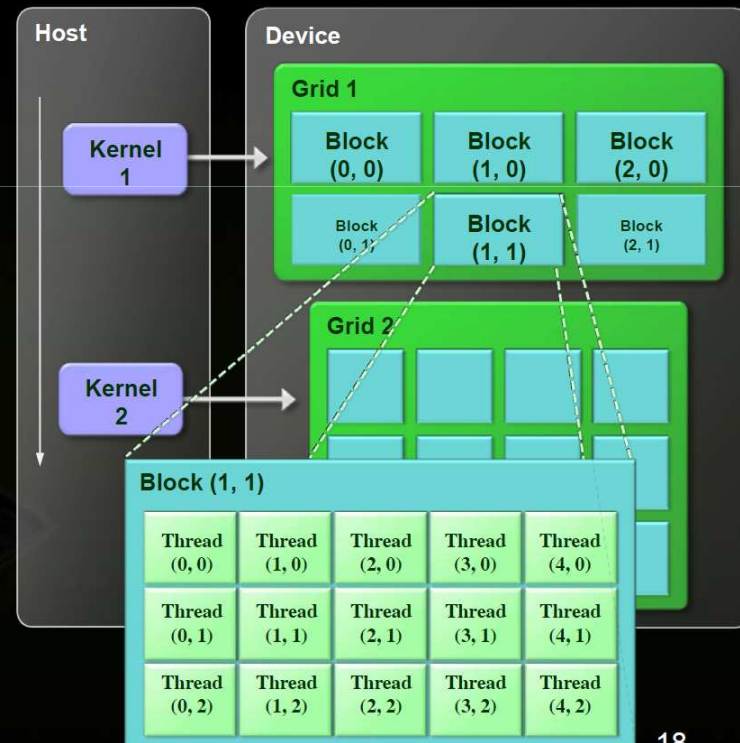 Host
Device
Grid 1
Kernel
1
Block
(0, 0)
Block
(1, 0)
Block
(2, 0)
Block
(0, 1)
Block
(1, 1)
Block
(2, 1)
Grid 2
Kernel
2
Block (1, 1)
Thread
(0, 0)
Thread
(1, 0)
Thread
(2, 0)
Thread
(3, 0)
Thread
(4, 0)
Thread
(0, 1)
Thread
(1, 1)
Thread
(2, 1)
Thread
(3, 1)
Thread
(4, 1)
Thread
(0, 2)
Thread
(1, 2)
Thread
(2, 2)
Thread
(3, 2)
Thread
(4, 2)
18